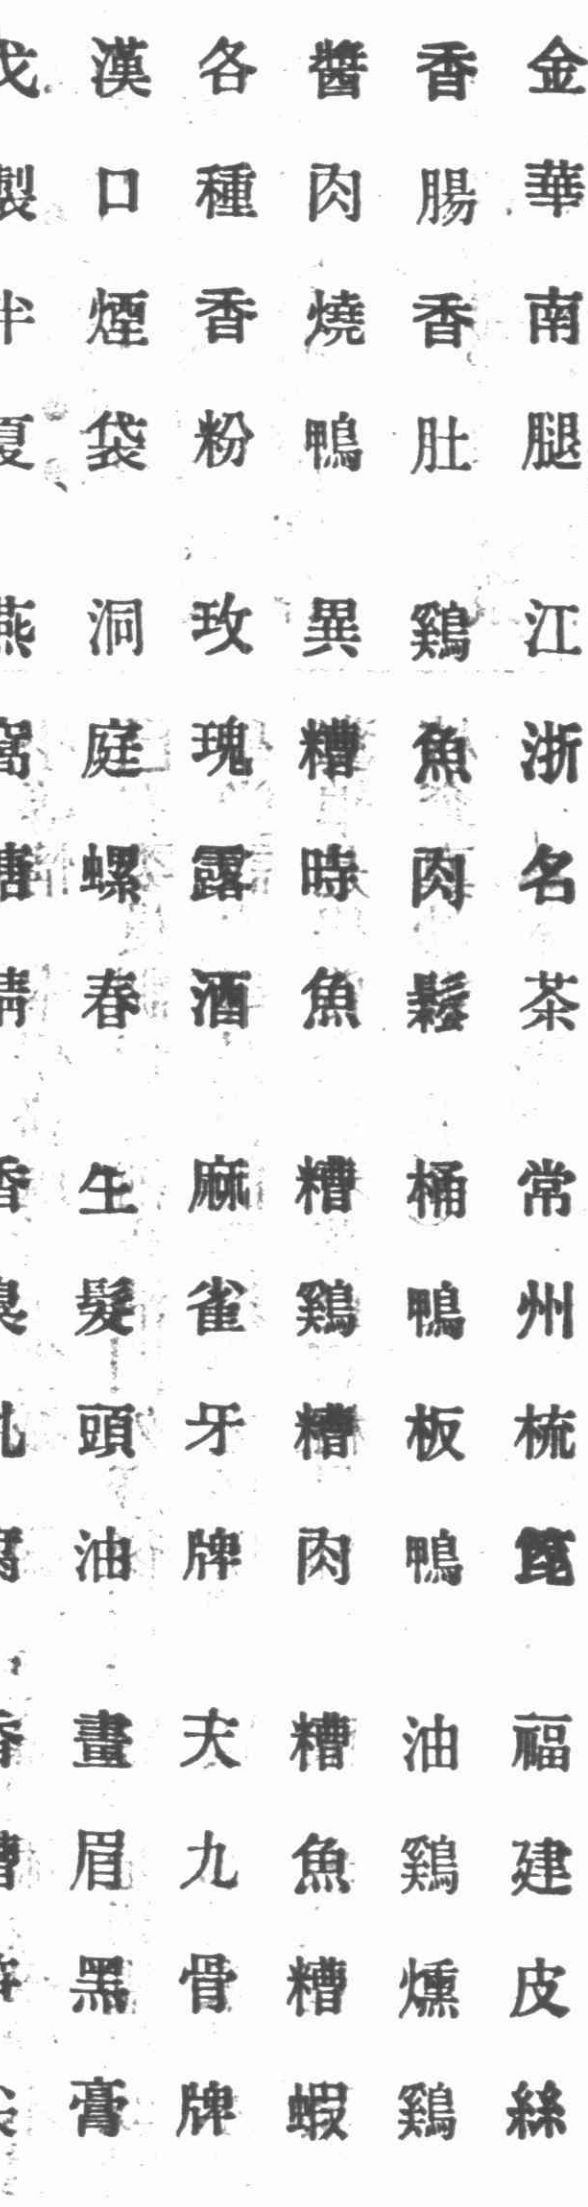 金華南腿 江浙名茶 常州梳篦 福建皮絲
香腸香肚 鷄魚肉鬆 桶鴨板鴨 油鷄燻鷄
醬肉燒鴨 異糟時魚 糟鷄糟肉 糟魚糟蝦
各種香粉 玫瑰露酒 麻雀牙牌 天九骨牌
漢口煙袋 洞庭螺春 生髮頭油 畫眉黑膏